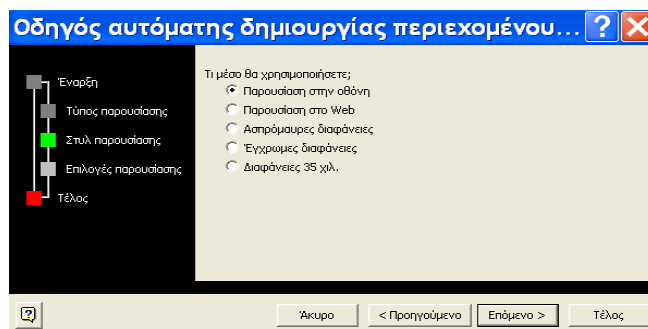 Οδηγός αυτόματης δημιουργίας περιεχομένου...
Έναρξη
Τύπος παρουσίασης
Στυλ παρουσίασης
Επιλογές παρουσίασης
Τέλος
Τι μέσο θα χρησιμοποιήσετε;
Παρουσίαση στην οθόνη
Παρουσίαση στο Web
Ασπρόμαυρες διαφάνειες
Έγχρωμες διαφάνειες
Διαφάνειες 35 χιλ.
Άκυρο
< Προηγούμενο
Επόμενο >
Τέλος